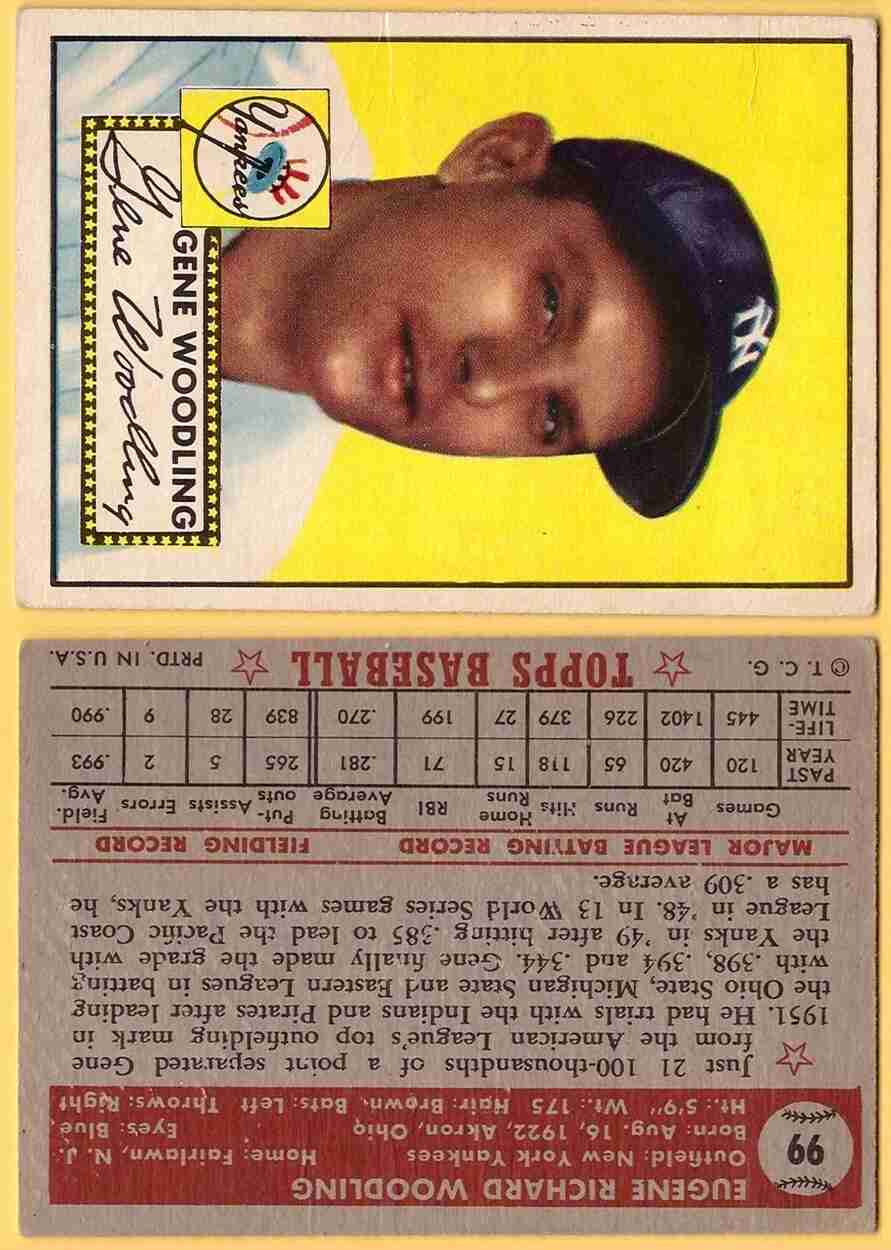 NY
Yankees
GENE WOODLING
Gene Woodling
99
EUGENE RICHARD WOODLING
Outfield: New York Yankees Home: Fairlawn, N. J.
Born: Aug. 16, 1922, Akron, Ohio Eyes: Blue
Ht.: 5'9" Wt.: 175 Hair: Brown, Bats: Left Throws: Right
Just 21 100-thousandths of a point separated Gene
from the American League's top outfielding mark in
1951. He had trials with the Indians and Pirates after leading
the Ohio State, Michigan State and Eastern Leagues in batting
with .398, .394 and .344. Gene finally made the grade with
the Yanks in '49 after hitting .385 to lead the Pacific Coast
League in '48. In 13 World Series games with the Yanks, he
has a .309 average.
MAJOR LEAGUE BATTING RECORD FIELDING RECORD
Games At Bat Runs Hits Home Runs RBI Batting Average Put-outs Assists Errors Field. Avg.
PAST YEAR 120 420 65 118 15 71 .281 265 5 2 .993
LIFE-TIME 445 1402 226 379 27 199 .270 839 28 9 .990
© T. C. G. TOPPS BASEBALL PRTD. IN U.S.A.